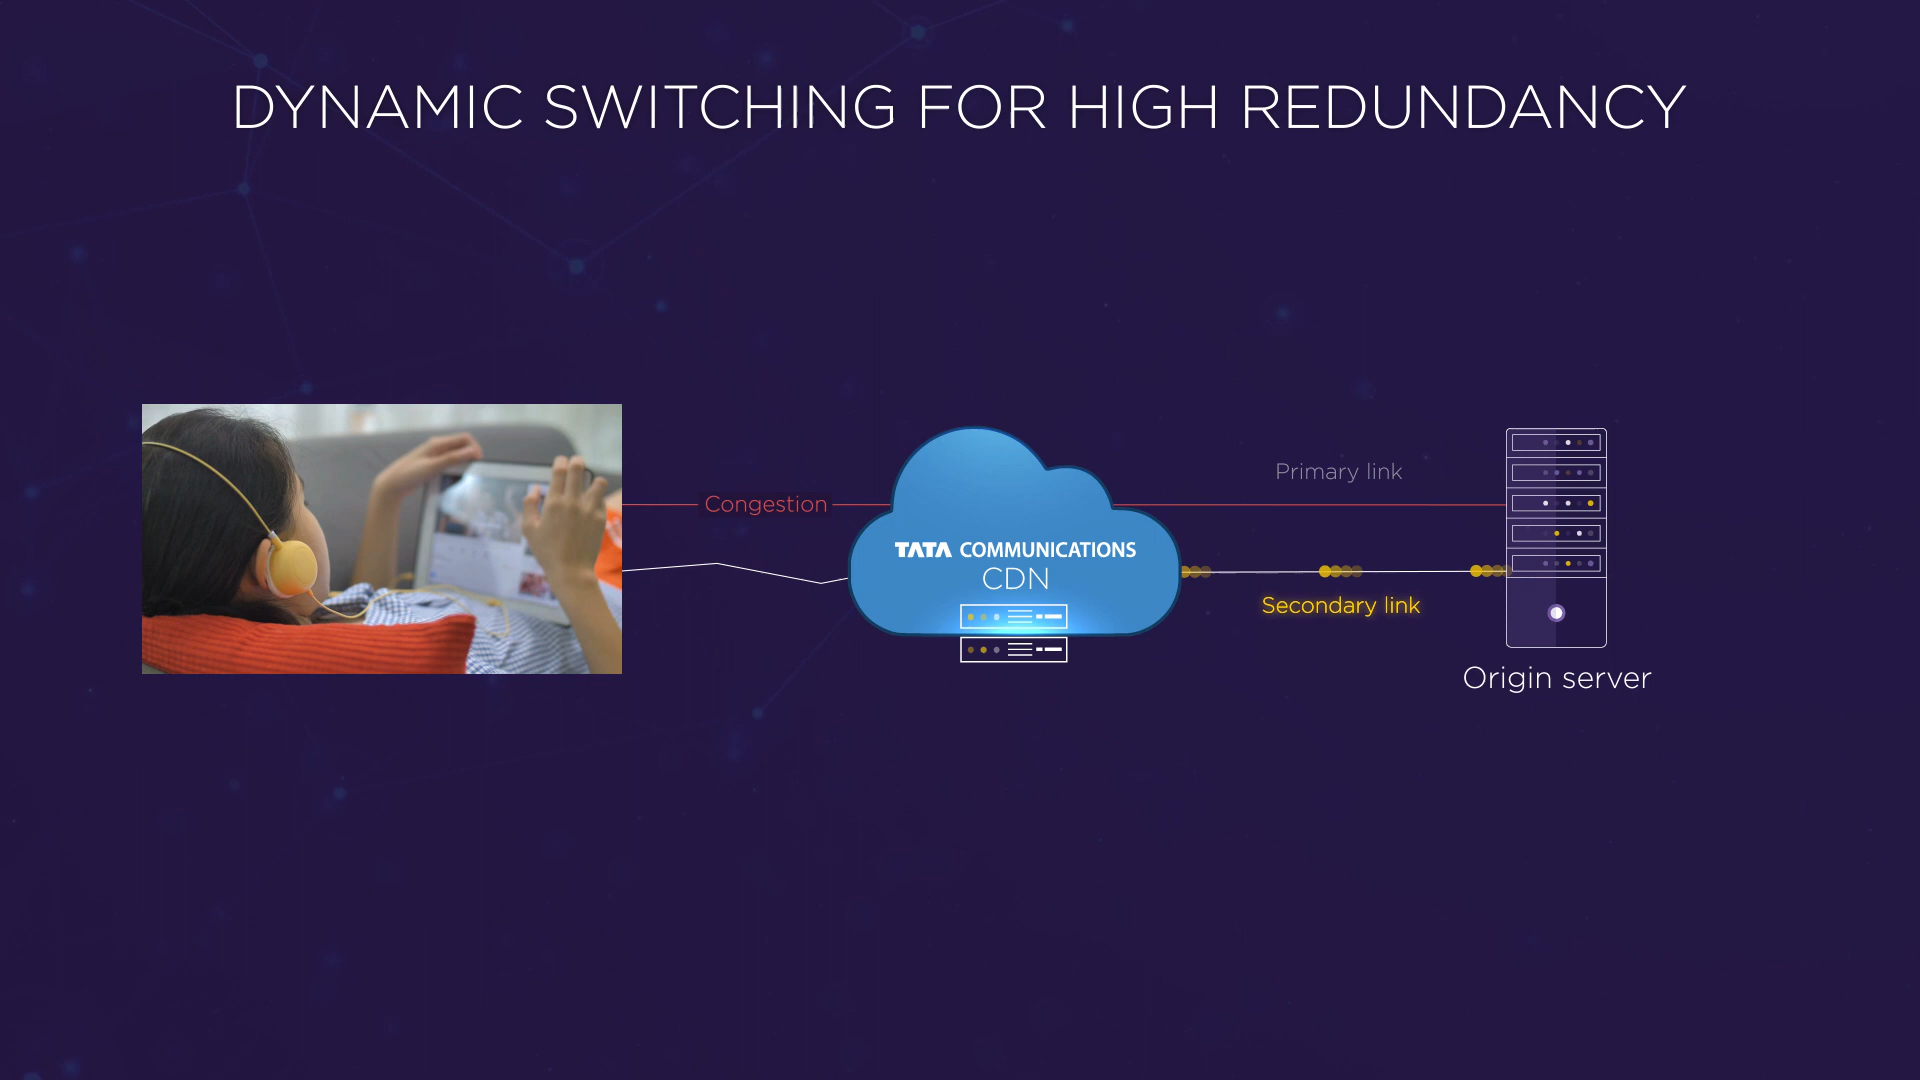 DYNAMIC SWITCHING FOR HIGH REDUNDANCY
Primary link
Congestion
TATA COMMUNICATIONS
CDN
Secondary link
Origin server